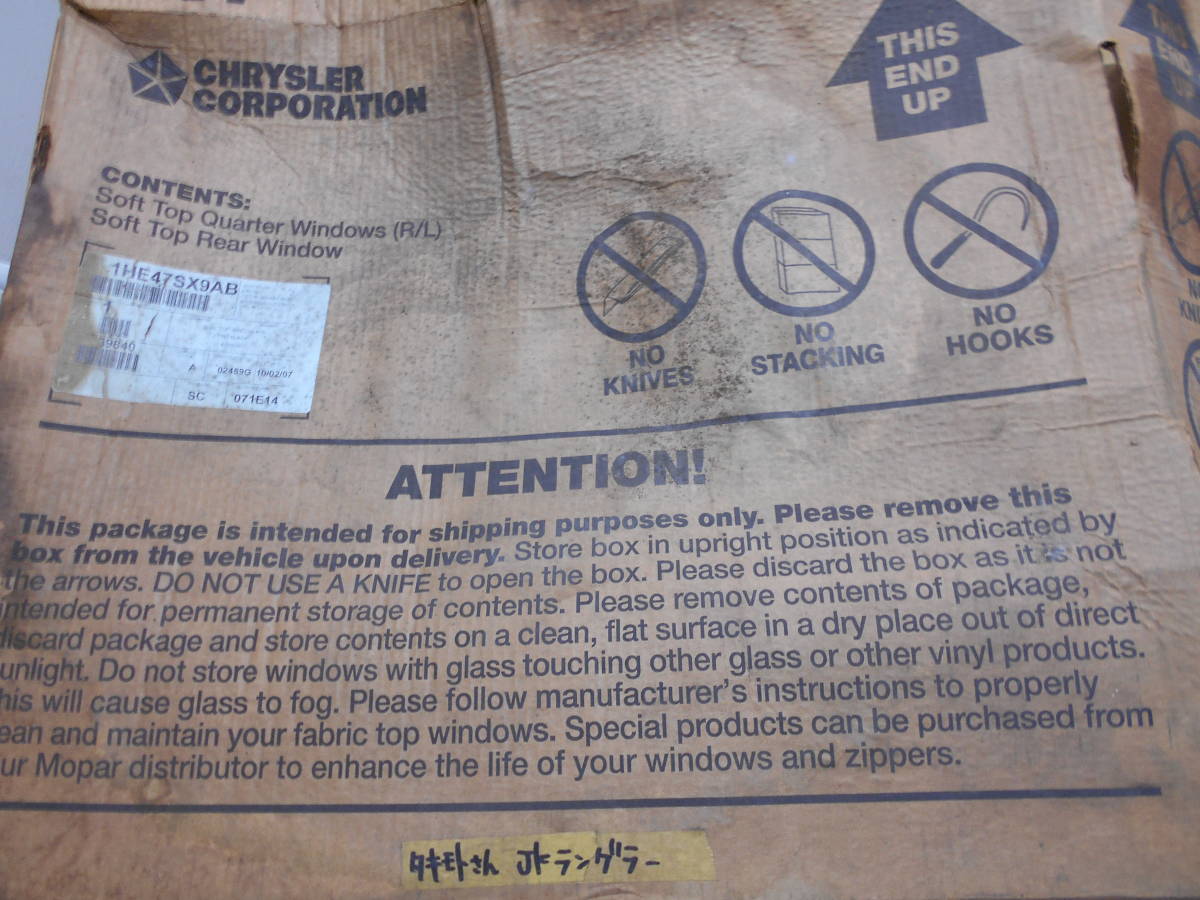 CHRYSLER
CORPORATION
THIS
END
UP
CONTENTS:
Soft Top Quarter Windows (R/L)
Soft Top Rear Window
1HE47SX9AB
1
A 02459G 10/02/07
SC 071E14
NO
KNIVES
NO
STACKING
NO
HOOKS
ATTENTION!
This package is intended for shipping purposes only. Please remove this
box from the vehicle upon delivery. Store box in upright position as indicated by
the arrows. DO NOT USE A KNIFE to open the box. Please discard the box as it is not
intended for permanent storage of contents. Please remove contents of package,
discard package and store contents on a clean, flat surface in a dry place out of direct
unlight. Do not store windows with glass touching other glass or other vinyl products.
his will cause glass to fog. Please follow manufacturer's instructions to properly
ean and maintain your fabric top windows. Special products can be purchased from
ur Mopar distributor to enhance the life of your windows and zippers.
タキモトさん JKラングラー